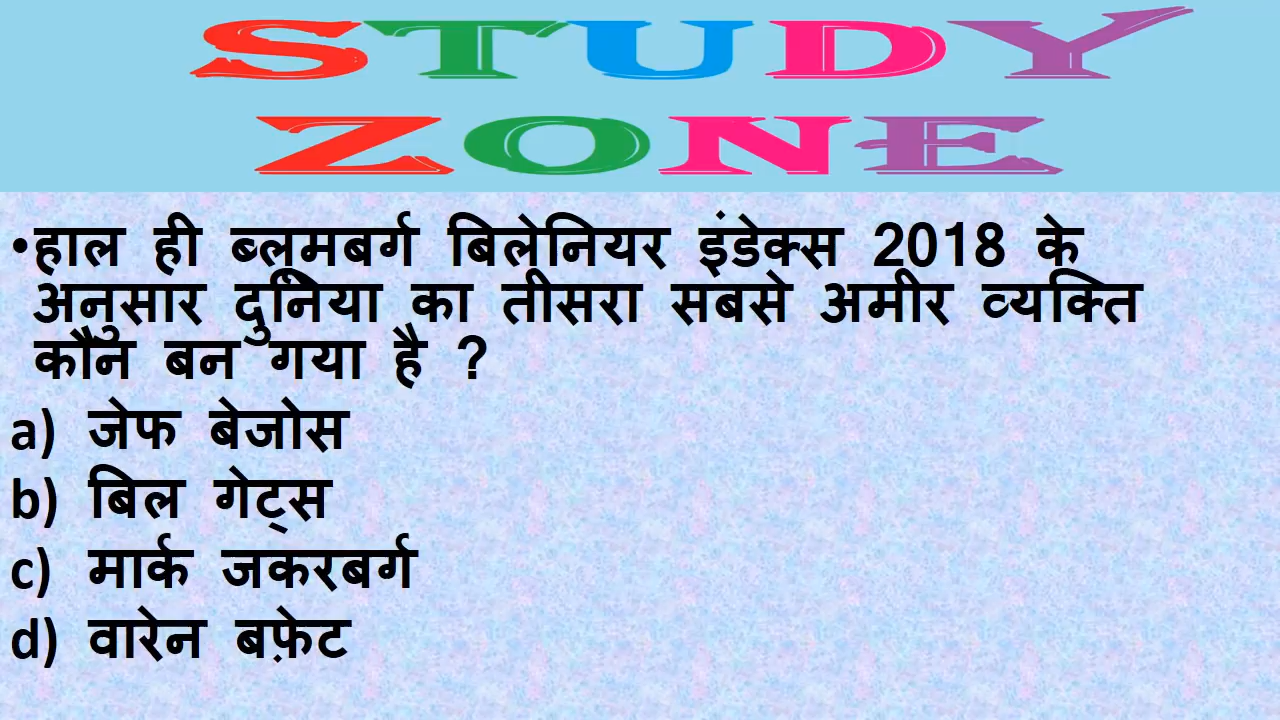 STUDY
ZONE
•हाल ही ब्लूमबर्ग बिलेनियर इंडेक्स 2018 के
अनुसार दुनिया का तीसरा सबसे अमीर व्यक्ति
कौन बन गया है ?
a) जेफ बेजोस
b) बिल गेट्स
c) मार्क जकरबर्ग
d) वारेन बफ़ेट